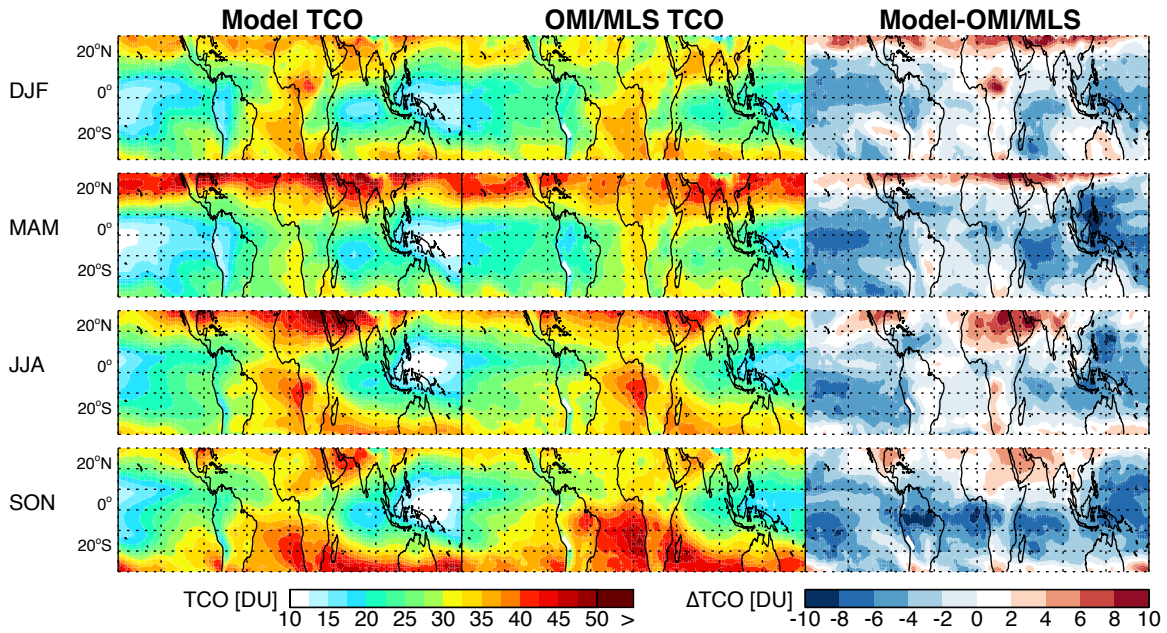 Model TCO OMI/MLS TCO Model-OMI/MLS
20°N
DJF 0°
20°S
20°N
MAM 0°
20°S
20°N
JJA 0°
20°S
20°N
SON 0°
20°S
TCO [DU] ΔTCO [DU]
10 15 20 25 30 35 40 45 50 > -10 -8 -6 -4 -2 0 2 4 6 8 10